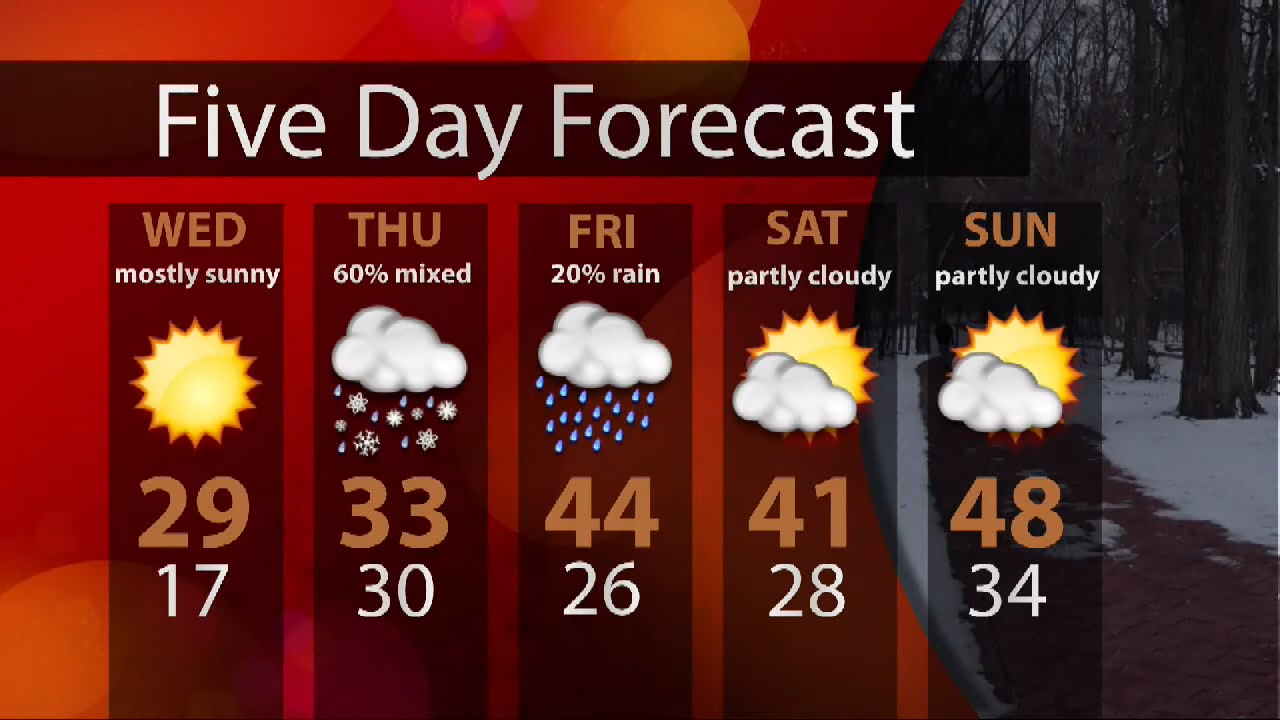 Five Day Forecast
WED
mostly sunny
29
17
THU
60% mixed
33
30
FRI
20% rain
44
26
SAT
partly cloudy
41
28
SUN
partly cloudy
48
34